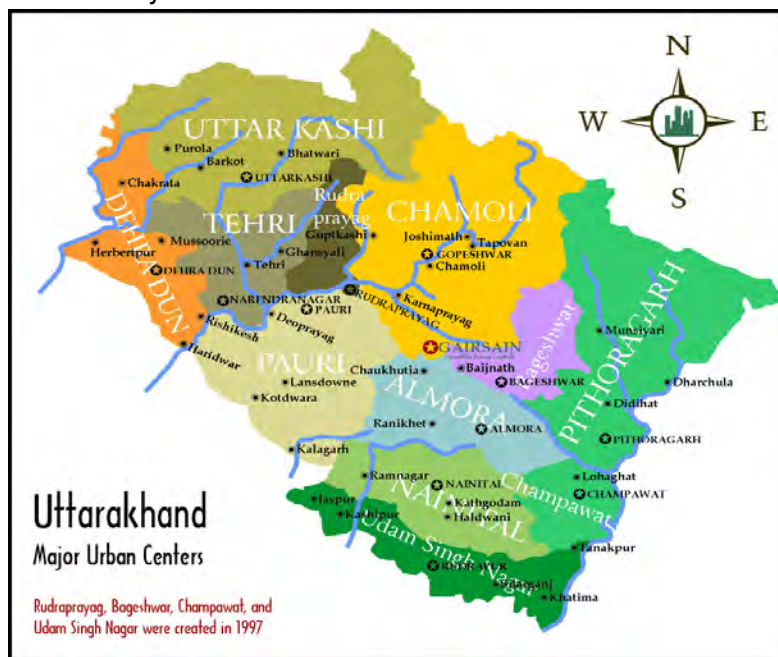 N
W E
S
UTTAR KASHI
Purola
Barkot
Bhatwari
UTTARKASHI
Chakrata
DEHRA DUN
Herbertpur
Mussoorie
DEHRA DUN
TEHRI
Tehri
Ghansyali
NARENDRANAGAR
Rudra
prayag
Guptkashi
RUDRAPRAYAG
CHAMOLI
Joshimath
Tapovan
GOPESHWAR
Chamoli
Karnaprayag
GAIRSAIN
PAURI
Rishikesh
Deoprayag
Haridwar
PAURI
Lansdowne
Kotdwara
Kalagarh
Chaukhutia
Baijnath
Bageshwar
BAGESHWAR
ALMORA
Ranikhet
ALMORA
PITHORAGARH
Munsiyari
Dharchula
Didihat
PITHORAGARH
Lohaghat
CHAMPAWAT
Champawat
Tanakpur
Ramnagar
NAINITAL
NAINITAL
Kathgodam
Haldwani
Jaspur
Kashipur
Udam Singh Nagar
Khatima
Uttarakhand
Major Urban Centers
Rudraprayag, Bageshwar, Champawat, and
Udam Singh Nagar were created in 1997